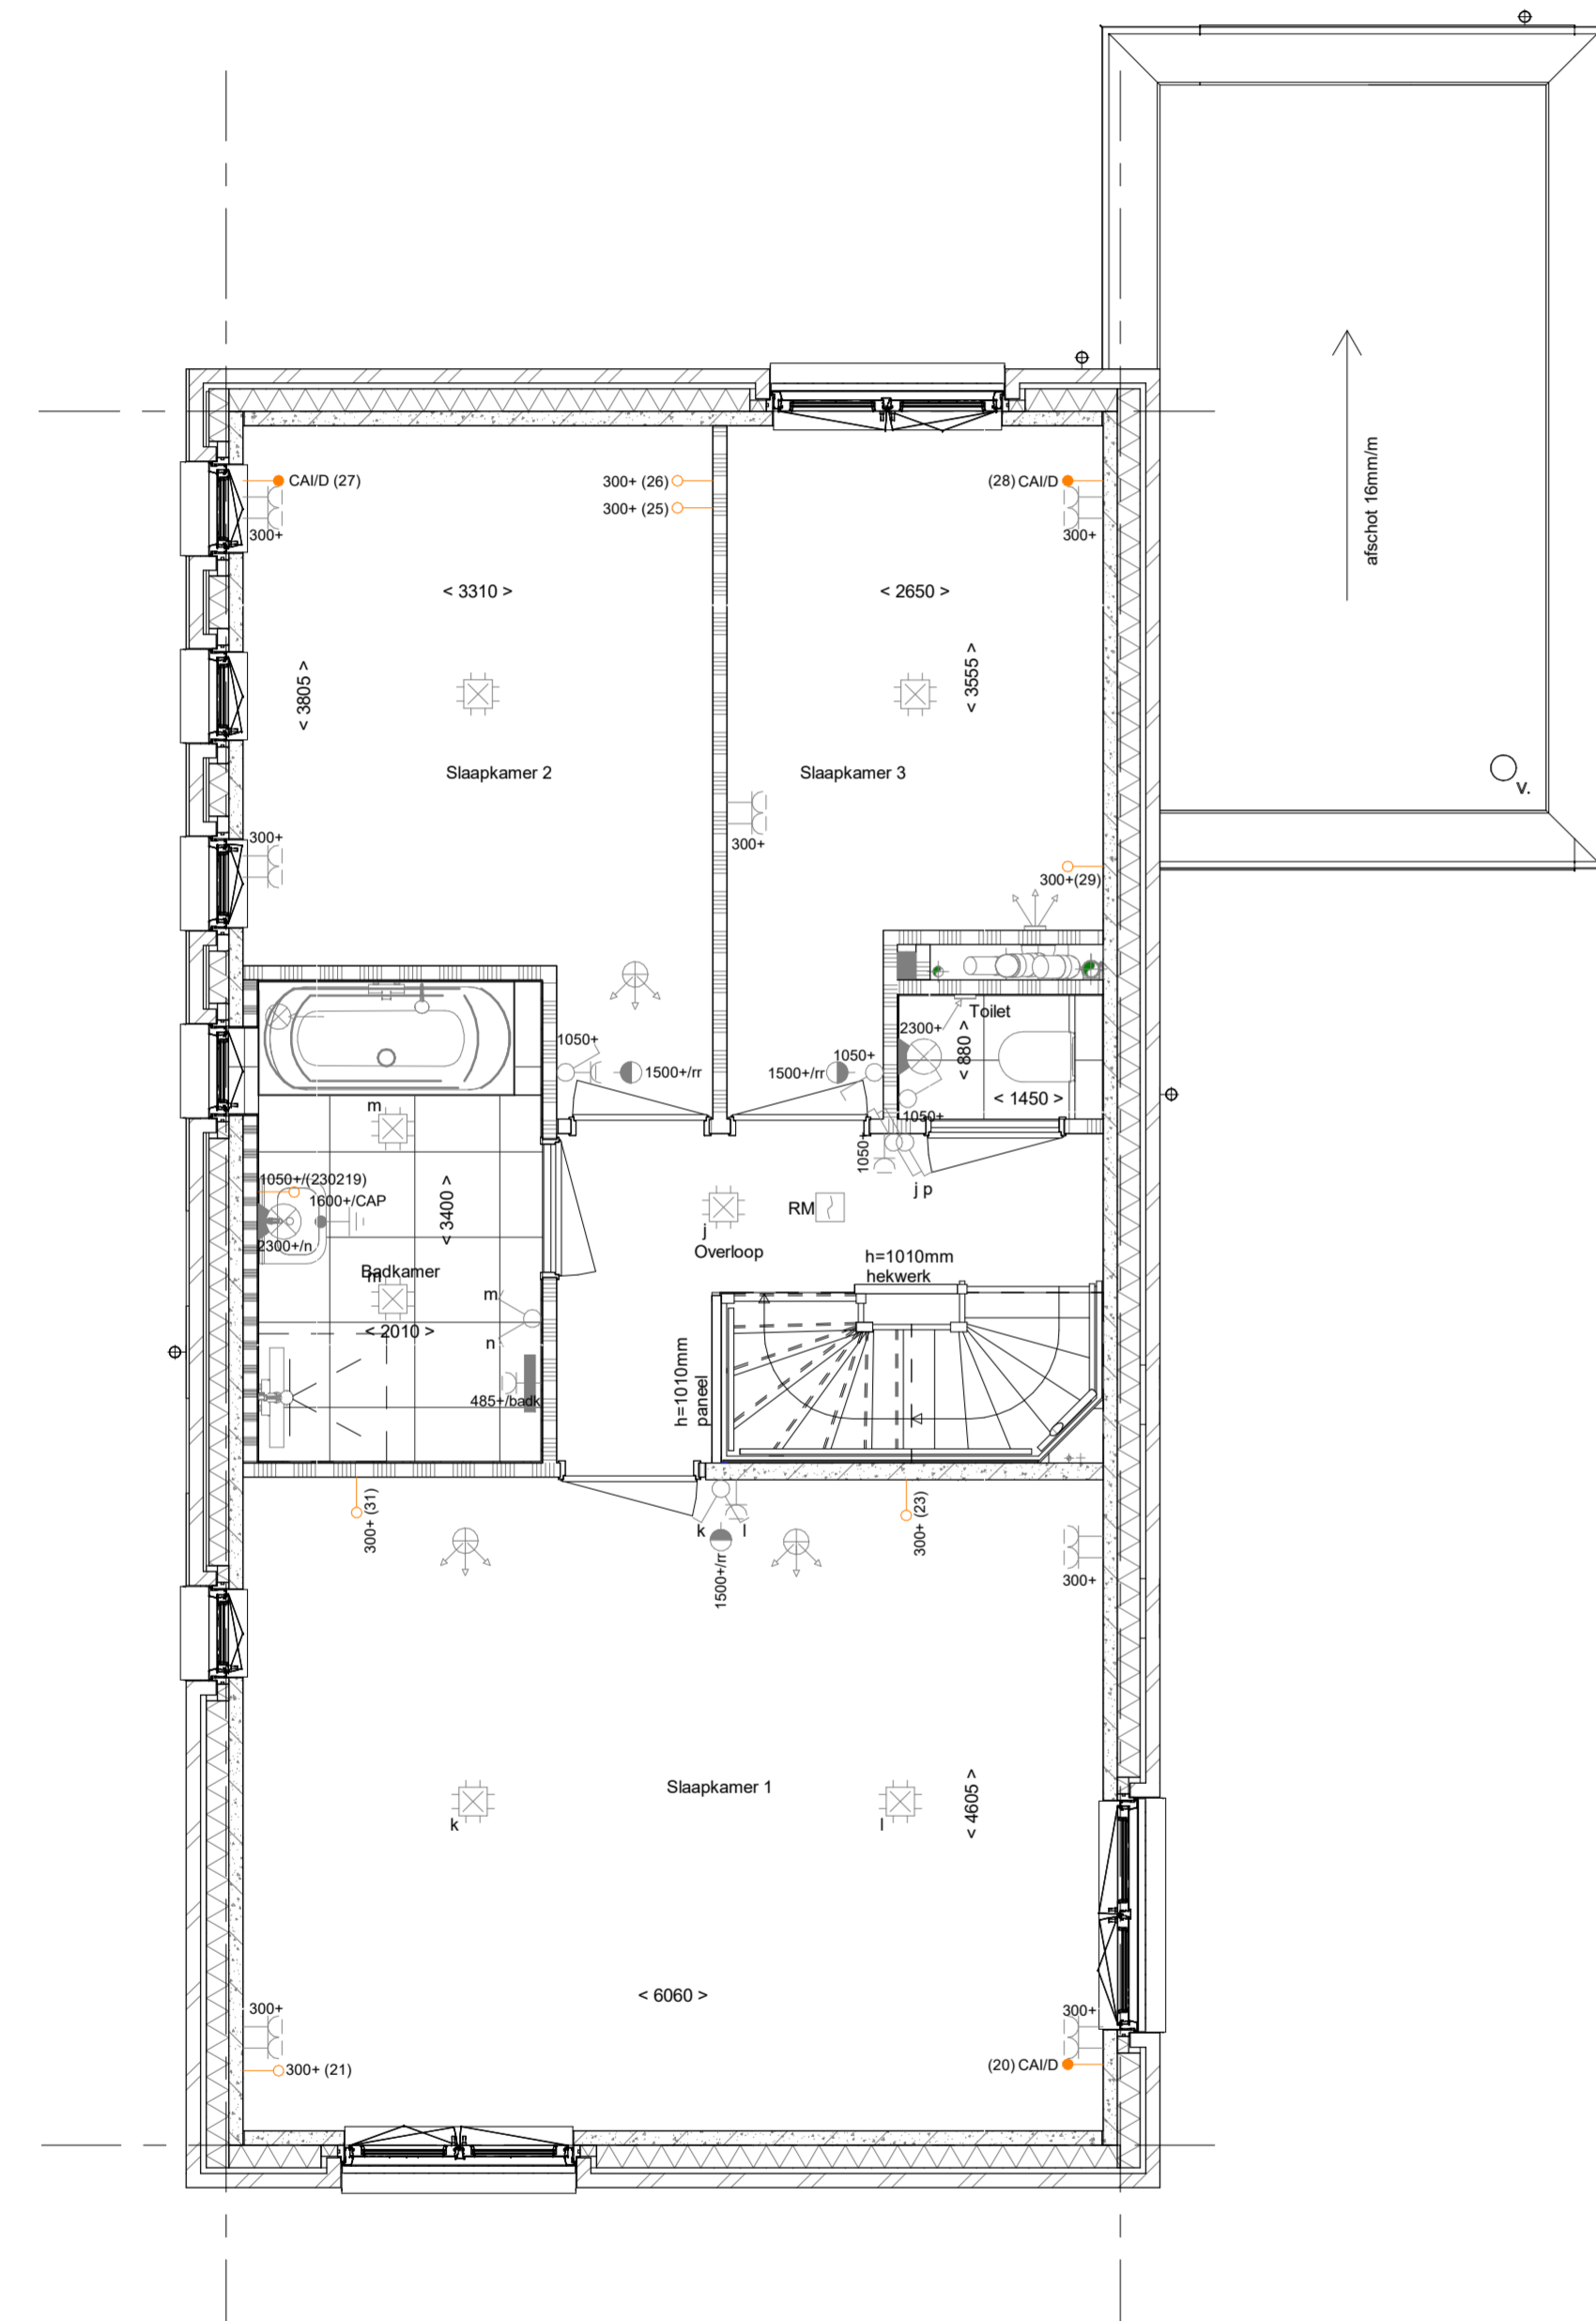 CAI/D (27)
300+
300+ (26)
300+ (25)
(28) CAI/D
300+
afschot 16mm/m
< 3310 >
< 2650 >
< 3805 >
< 3555 >
Slaapkamer 2
Slaapkamer 3
v.
300+
300+
300+(29)
Toilet
2300+
< 880 >
1050+
1500+/rr
1500+/rr
1050+
< 1450 >
m
1050+
1050+
j p
1050+/(230219)
1600+/CAP
< 3400 >
2300+/n
RM
j
Overloop
h=1010mm
hekwerk
Badkamer
m
m
n
< 2010 >
h=1010mm
paneel
485+/badk
300+ (31)
k
l
1500+/rr
300+ (23)
300+
Slaapkamer 1
< 4605 >
k
l
< 6060 >
300+
300+
300+ (21)
(20) CAI/D